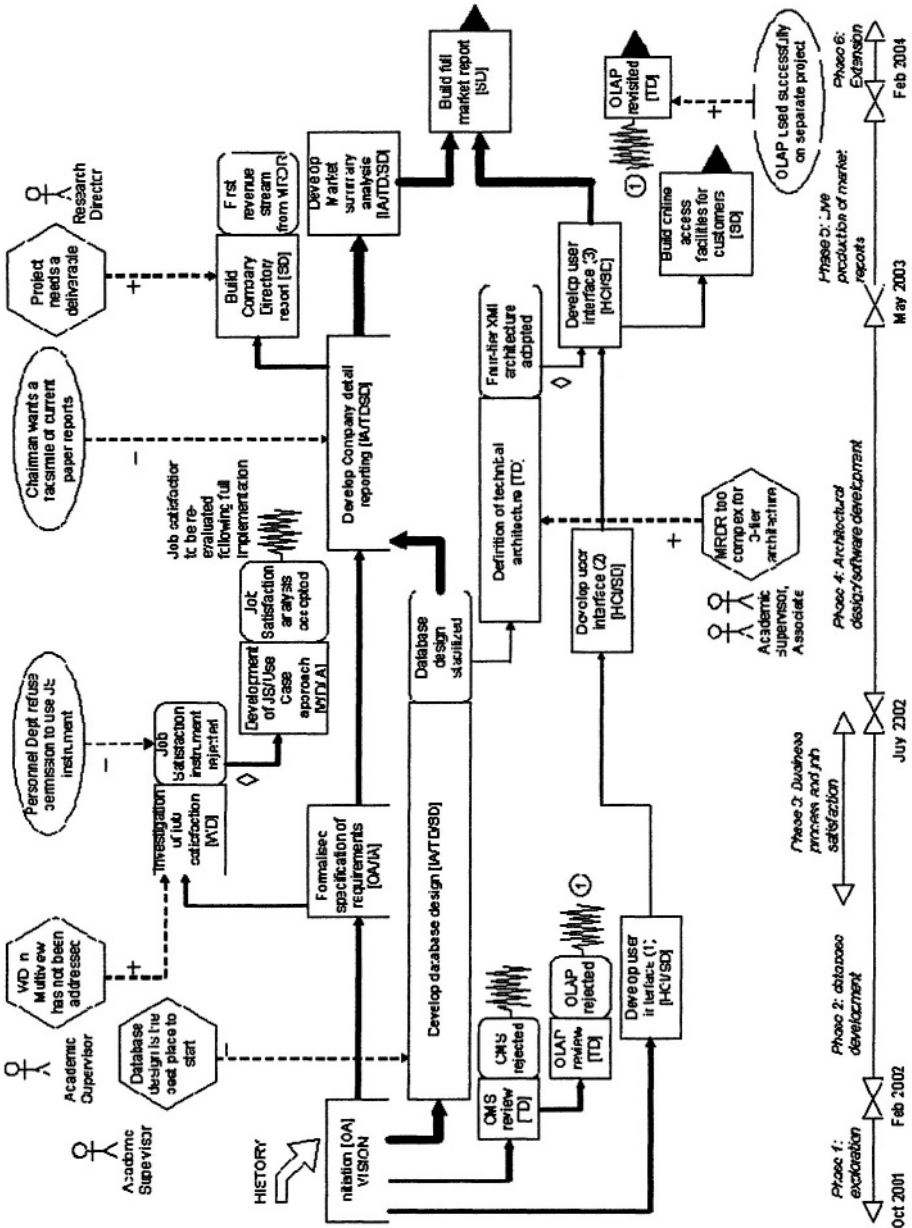 Research
Director
Project
needs a
deliverable
Chairman wants a
facsimile of current
paper reports
Personnel Dept refuse
permission to use JS
instrument
Multiview
has not been
addressed
Academic
Supervisor
Database
design is the
best place to
start
Academic
Supervisor
HISTORY
VISION
Build
Company
Directory
report [SD]
First
revenue
stream
from MRDR
Develop
Market
summary
analysis
[IA/TD/SD]
Build full
market report
[SD]
Job satisfaction
to be re-
evaluated
following full
implementation
Develop Company detail
reporting [IA/TD/SD]
Job
Satisfaction
analysis
accepted
Development
of JS/Use
Case
approach
Job
Satisfaction
instrument
rejected
Investigation
of job
satisfaction
Formalised
specification of
requirements
[OA/IA]
Develop database design [IA/TD/SD]
Database
design
stabilized
Definition of technical
architecture [TD]
Four-tier XML
architecture
adopted
CMS
review
[TD]
CMS
rejected
OLAP
review
[TD]
OLAP
rejected
1
Develop user
interface (1)
[HCI/SD]
Develop user
interface (2)
[HCI/SD]
Develop user
interface (3)
[HCI/SD]
MRDR too
complex for
3-tier
architecture
Academic
Supervisor,
Associate
Build online
access
facilities for
customers
[SD]
1
OLAP
revisited
[TD]
OLAP used successfully
on separate project
Phase 1:
exploration
Phase 2: database
development
Phase 3: Business
process and job
satisfaction
Phase 4: Architectural
design/software development
Phase 5: Live
production of market
reports
Phase 6:
Extension
Oct 2001
Feb 2002
May 2003
Feb 2004